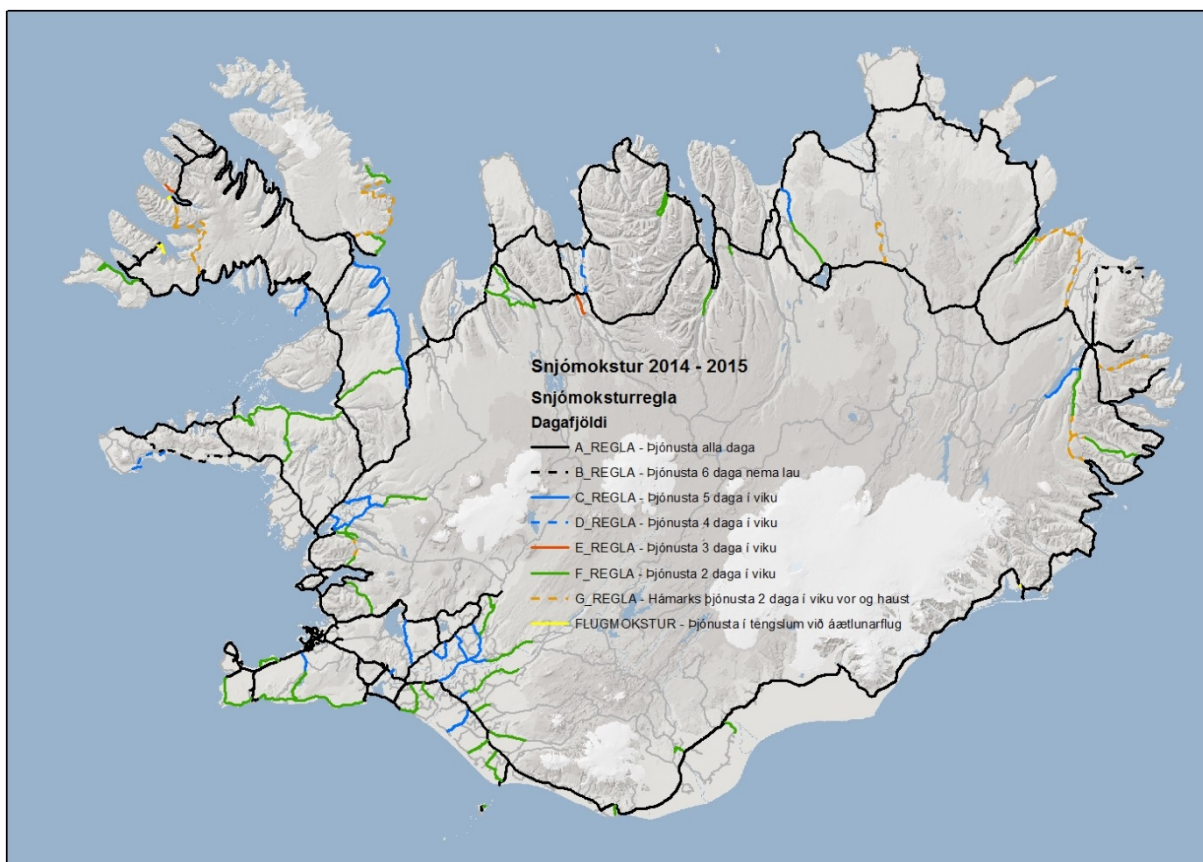 Snjómokstur 2014 - 2015
Snjómoksturregla
Dagafjöldi
A_REGLA - Þjónusta alla daga
B_REGLA - Þjónusta 6 daga nema lau
C_REGLA - Þjónusta 5 daga í viku
D_REGLA - Þjónusta 4 daga í viku
E_REGLA - Þjónusta 3 daga í viku
F_REGLA - Þjónusta 2 daga í viku
G_REGLA - Hámarks þjónusta 2 daga í viku vor og haust
FLUGMOKSTUR - Þjónusta í tengslum við áætlunarflug